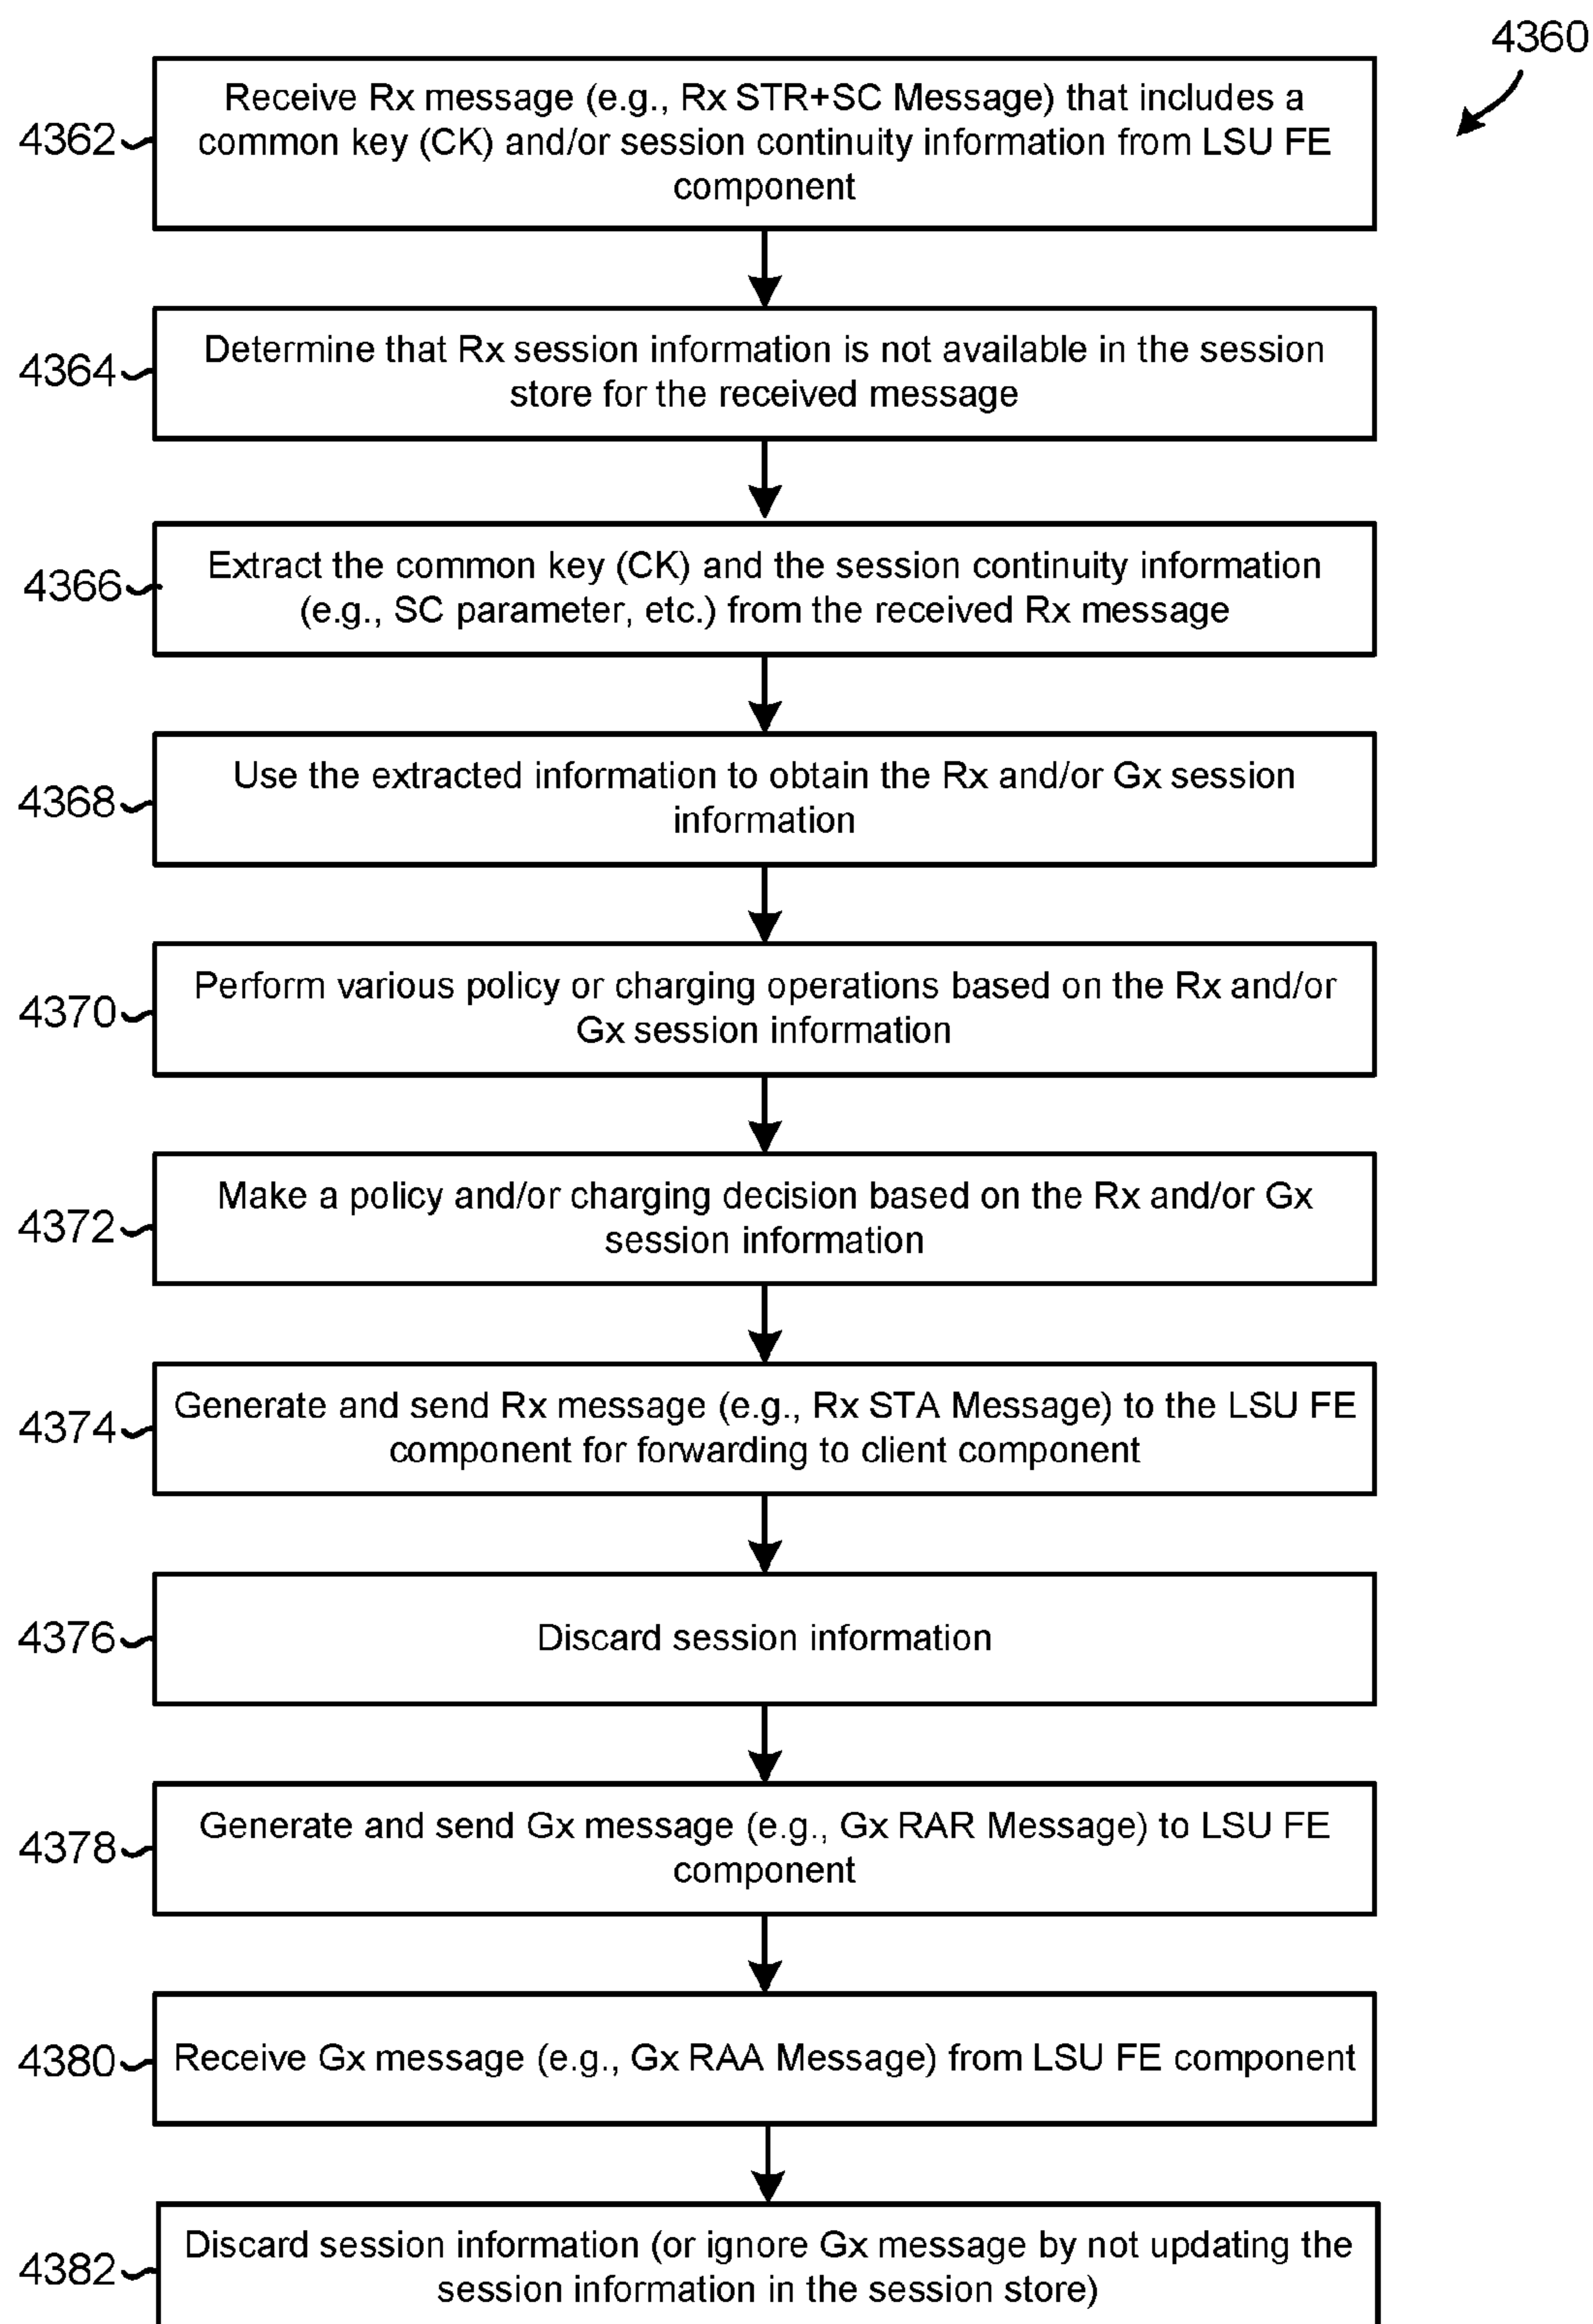 4360
4362
Receive Rx message (e.g., Rx STR+SC Message) that includes a
common key (CK) and/or session continuity information from LSU FE
component
4364
Determine that Rx session information is not available in the session
store for the received message
4366
Extract the common key (CK) and the session continuity information
(e.g., SC parameter, etc.) from the received Rx message
4368
Use the extracted information to obtain the Rx and/or Gx session
information
4370
Perform various policy or charging operations based on the Rx and/or
Gx session information
4372
Make a policy and/or charging decision based on the Rx and/or Gx
session information
4374
Generate and send Rx message (e.g., Rx STA Message) to the LSU FE
component for forwarding to client component
4376
Discard session information
4378
Generate and send Gx message (e.g., Gx RAR Message) to LSU FE
component
4380
Receive Gx message (e.g., Gx RAA Message) from LSU FE component
4382
Discard session information (or ignore Gx message by not updating the
session information in the session store)